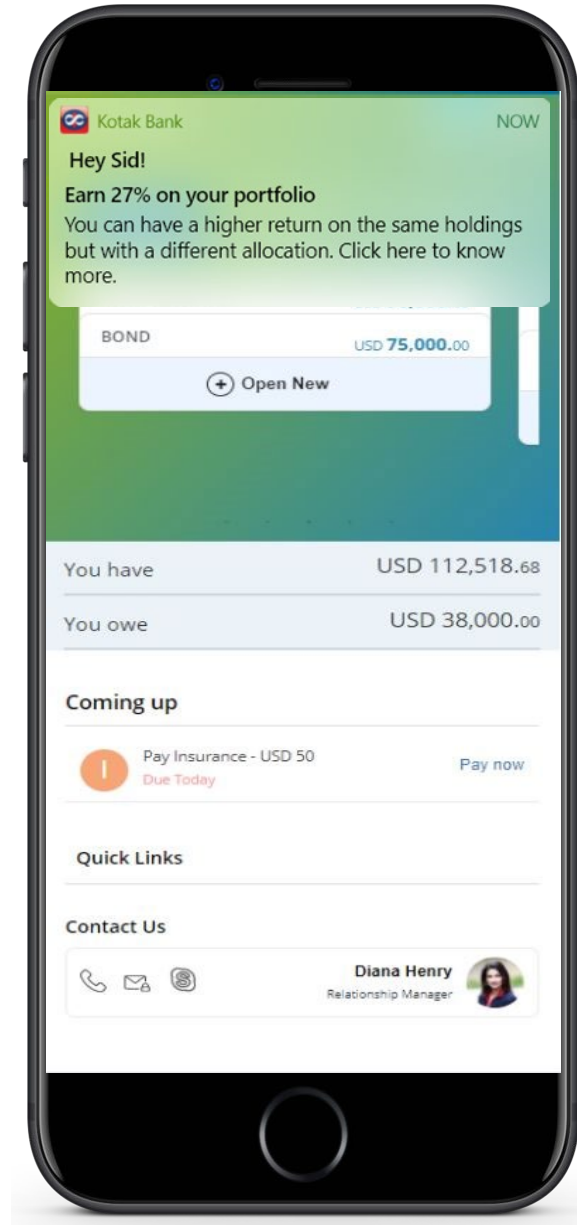 Kotak Bank NOW
Hey Sid!
Earn 27% on your portfolio
You can have a higher return on the same holdings
but with a different allocation. Click here to know
more.
BOND USD 75,000.00
Open New
You have USD 112,518.68
You owe USD 38,000.00
Coming up
I Pay Insurance - USD 50 Pay now
Due Today
Quick Links
Contact Us
Diana Henry
Relationship Manager